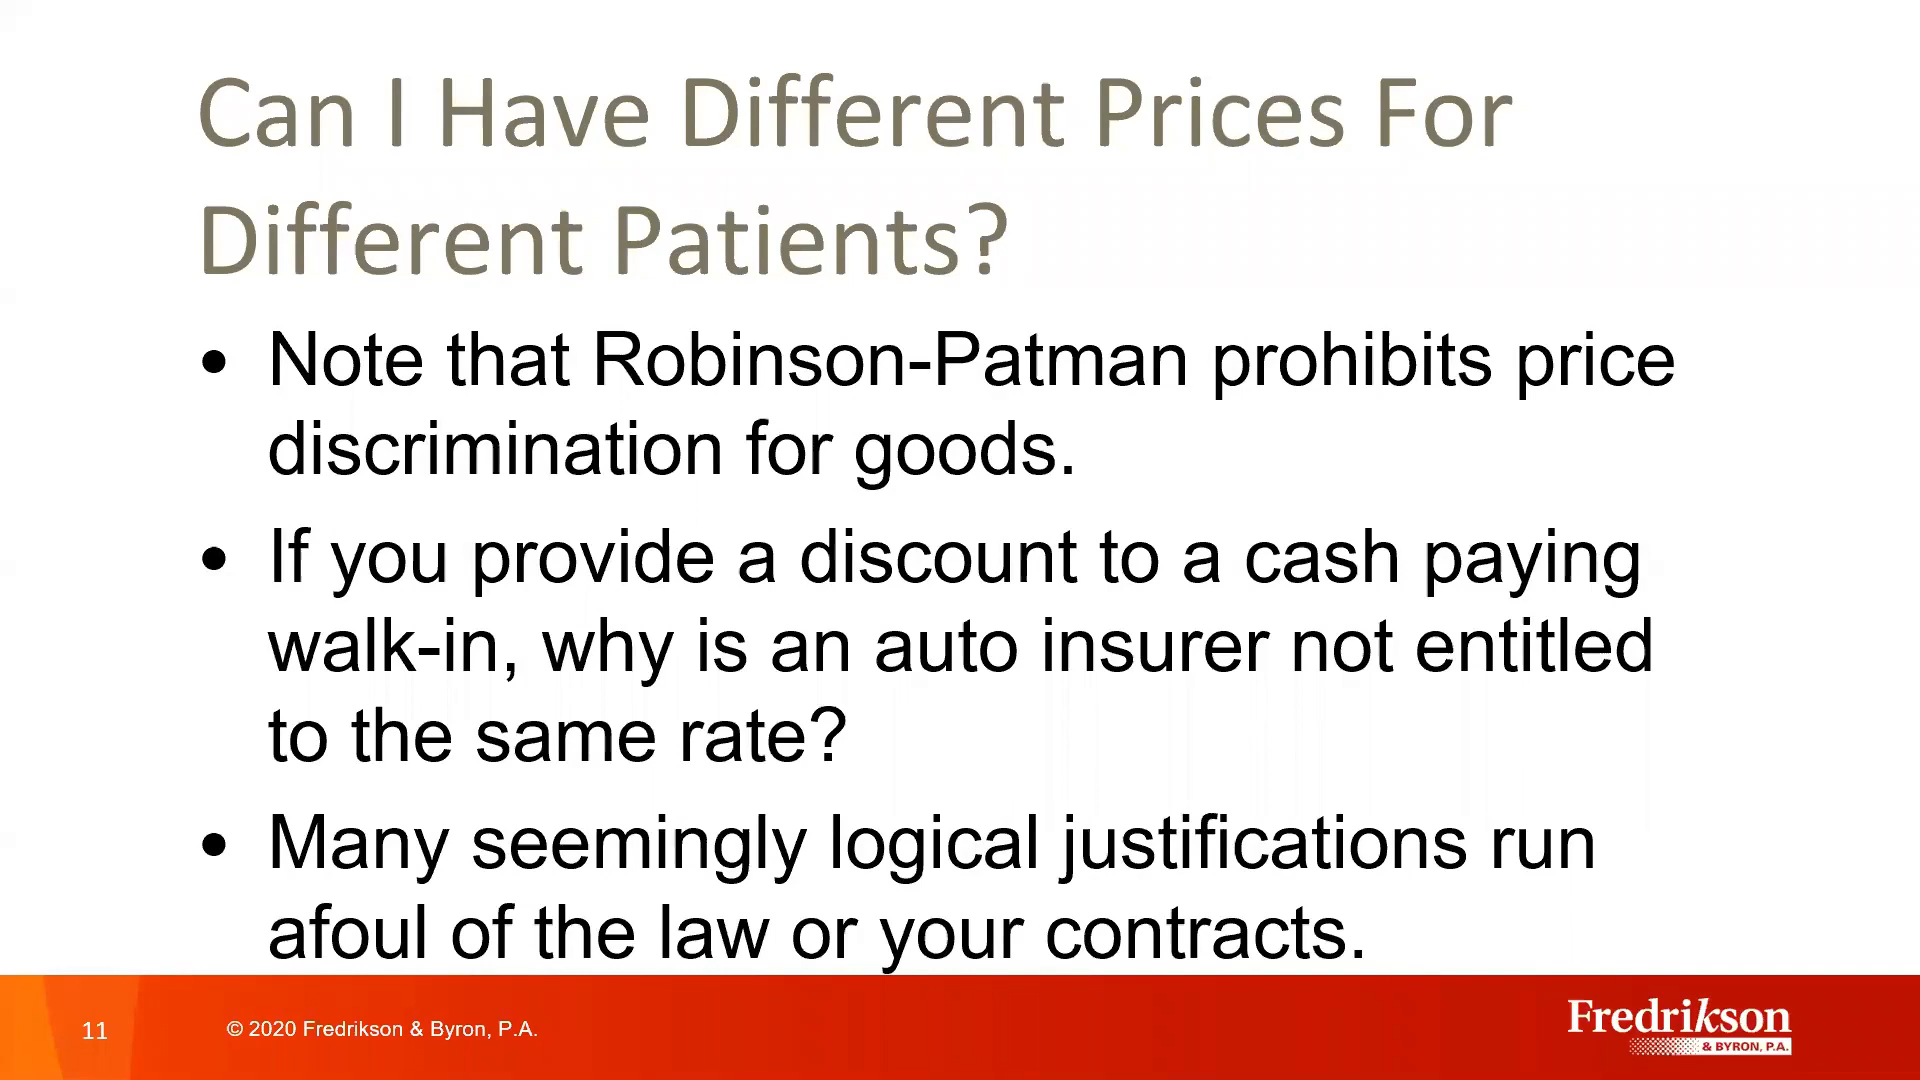 Can I Have Different Prices For
Different Patients?
• Note that Robinson-Patman prohibits price
discrimination for goods.
• If you provide a discount to a cash paying
walk-in, why is an auto insurer not entitled
to the same rate?
• Many seemingly logical justifications run
afoul of the law or your contracts.
11
© 2020 Fredrikson & Byron, P.A.
Fredrikson
& BYRON, P.A.